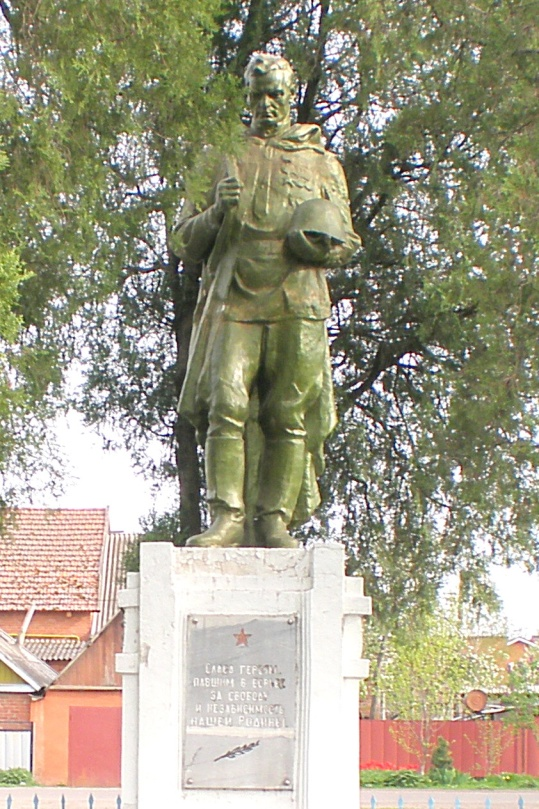 СЛАВА ГЕРОЯМ,
ПАВШИМ В БОРЬБЕ
ЗА СВОБОДУ
И НЕЗАВИСИМОСТЬ
НАШЕЙ РОДИНЫ